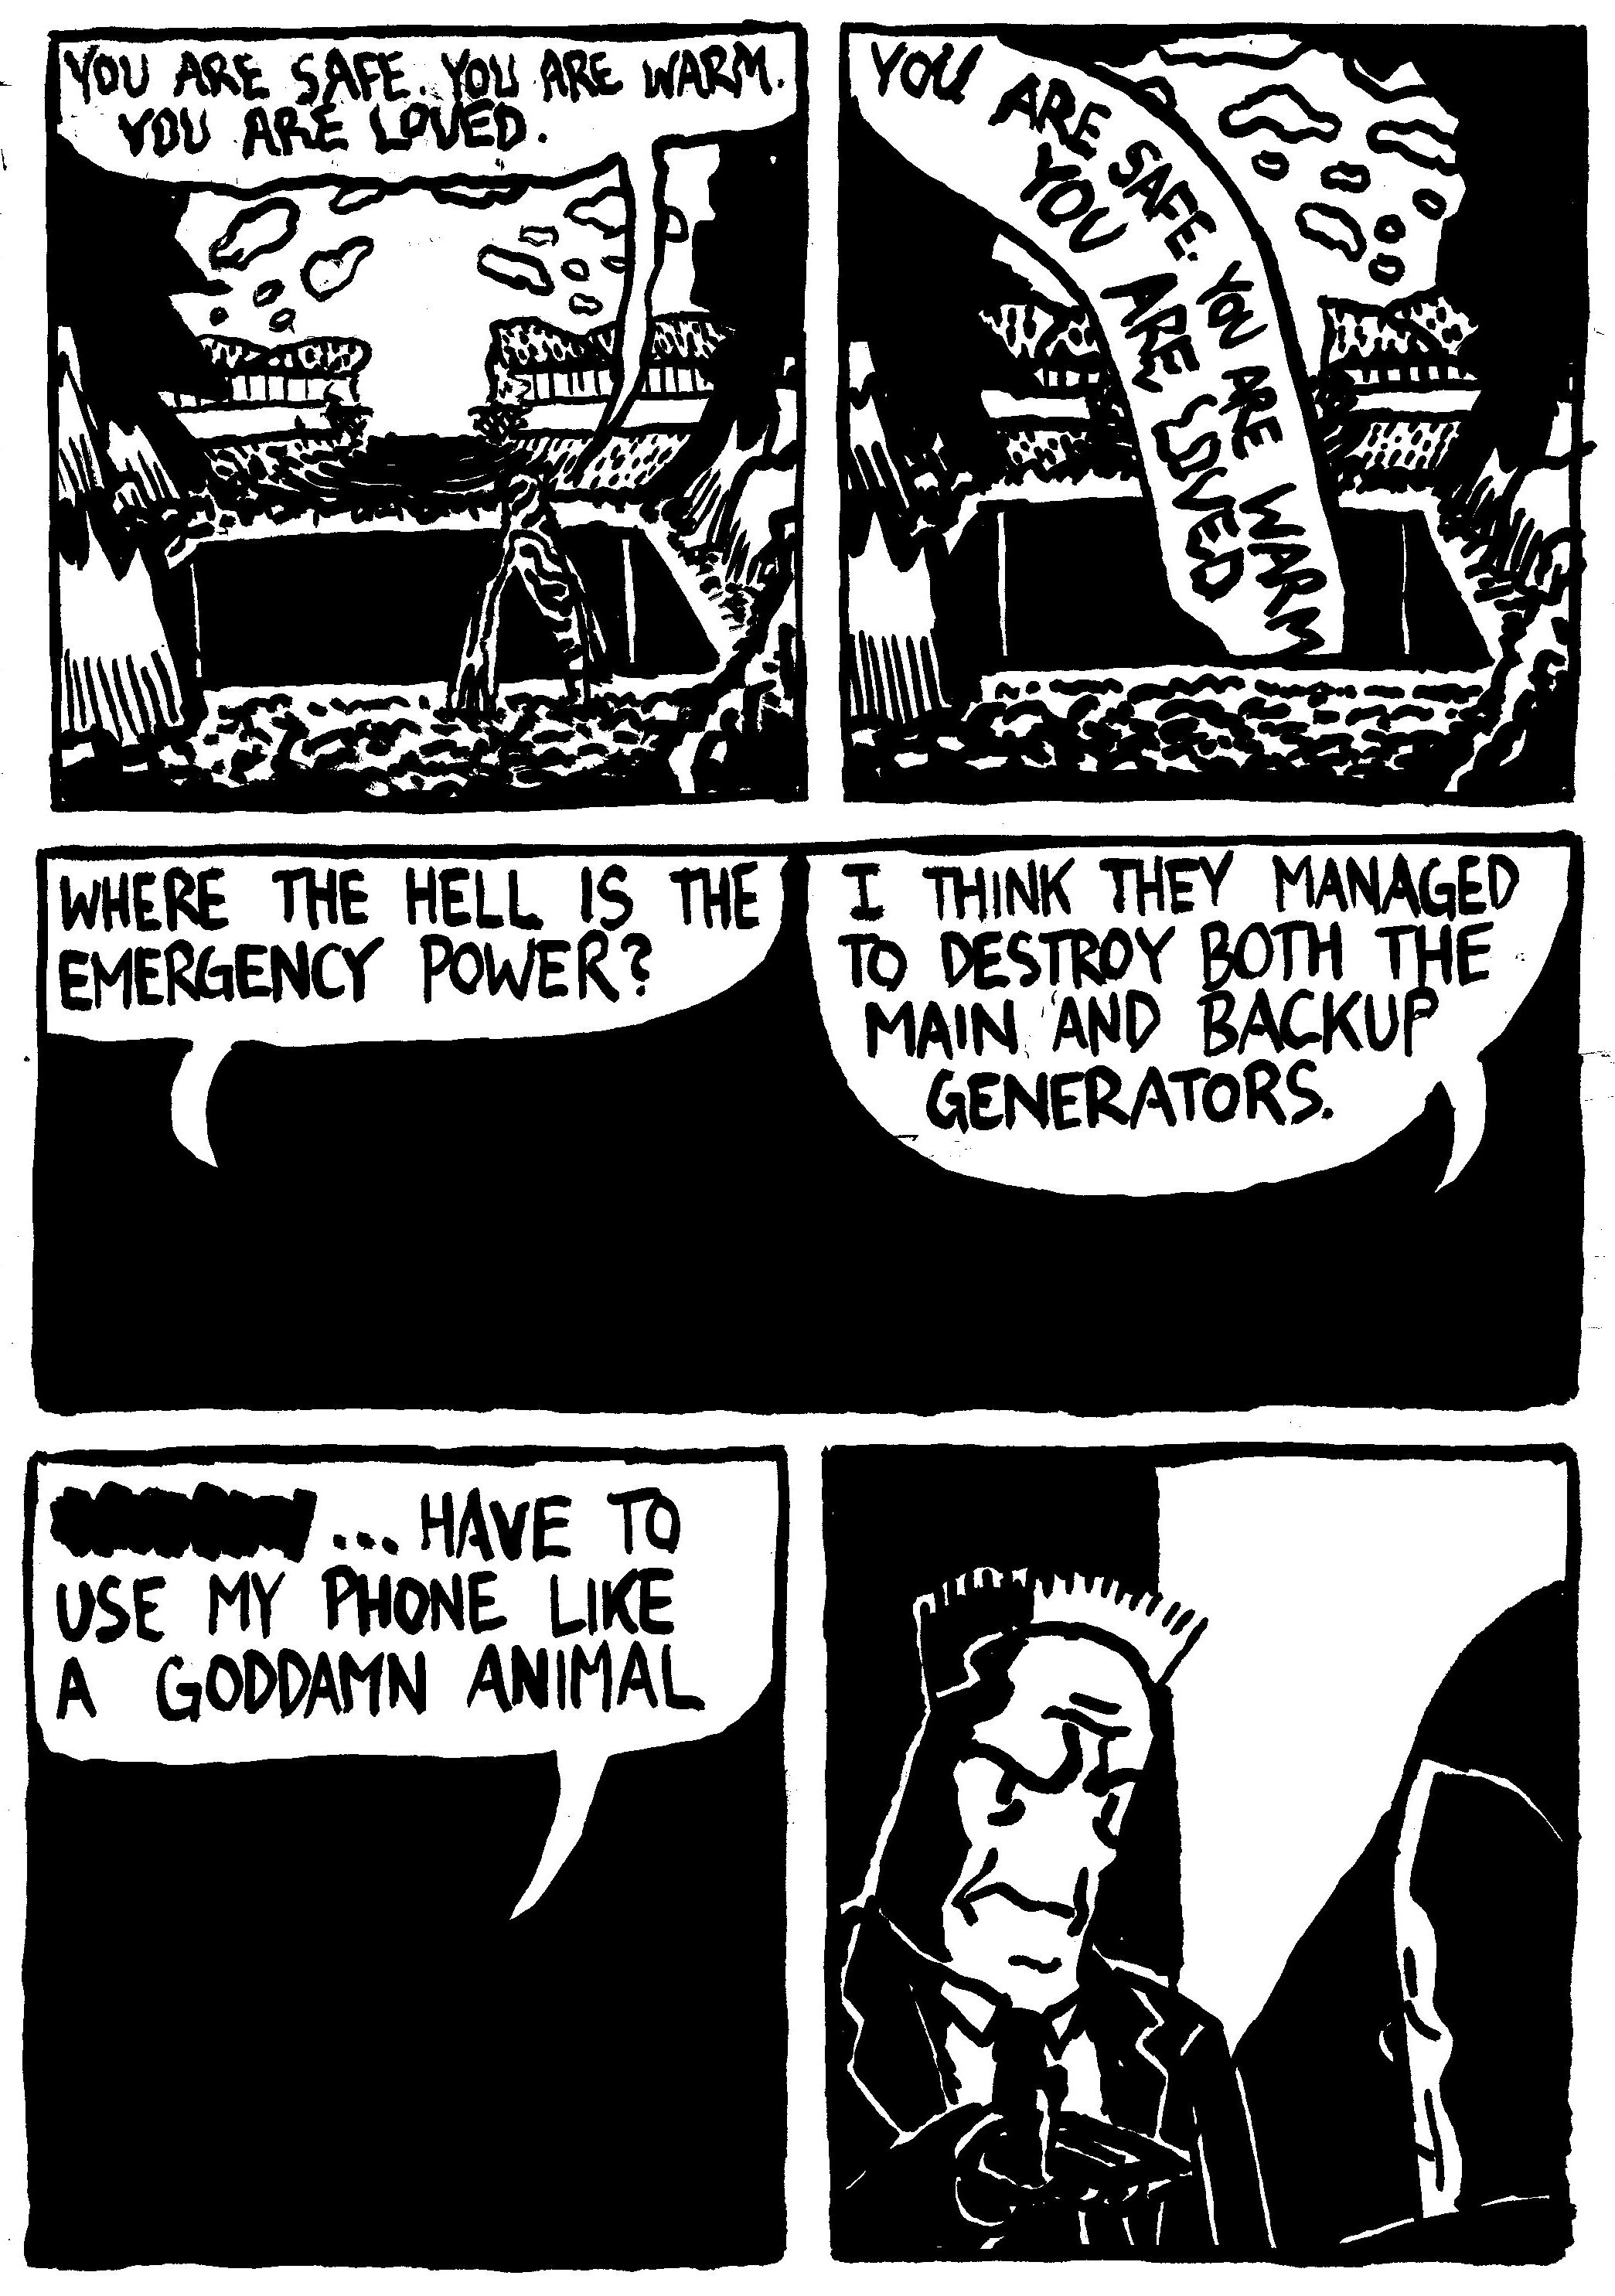 YOU ARE SAFE. YOU ARE WARM.
YOU ARE LOVED.
YOU ARE SAFE. YOU ARE WARM
YOU ARE LOVED
WHERE THE HELL IS THE
EMERGENCY POWER?
I THINK THEY MANAGED
TO DESTROY BOTH THE
MAIN AND BACKUP
GENERATORS.
... HAVE TO
USE MY PHONE LIKE
A GODDAMN ANIMAL